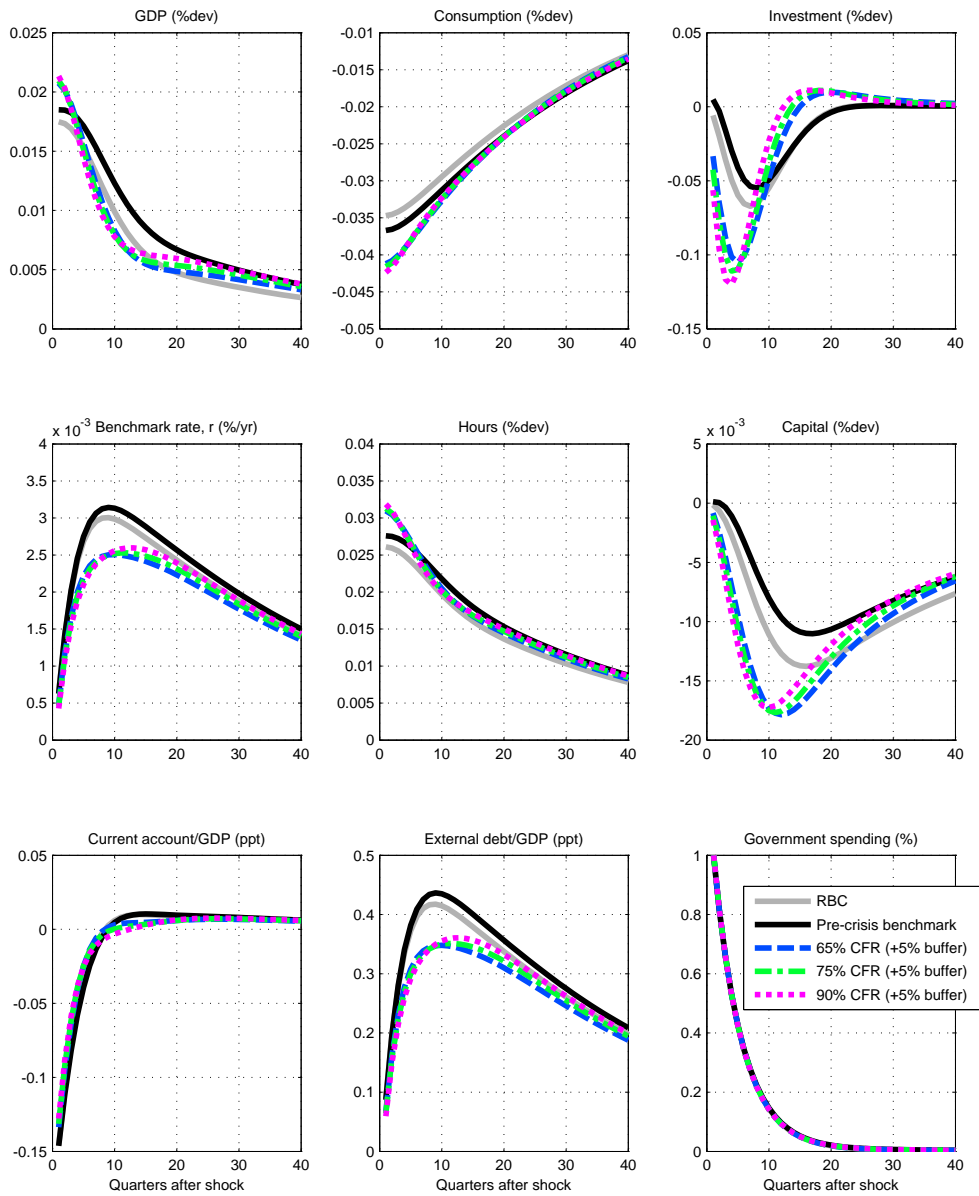 GDP (%dev)
0.025
0.02
0.015
0.01
0.005
0
0 10 20 30 40
Consumption (%dev)
-0.01
-0.015
-0.02
-0.025
-0.03
-0.035
-0.04
-0.045
-0.05
0 10 20 30 40
Investment (%dev)
0.05
0
-0.05
-0.1
-0.15
0 10 20 30 40
x 10⁻³ Benchmark rate, r (%/yr)
4
3.5
3
2.5
2
1.5
1
0.5
0
0 10 20 30 40
Hours (%dev)
0.04
0.035
0.03
0.025
0.02
0.015
0.01
0.005
0
0 10 20 30 40
Capital (%dev)
x 10⁻³
5
0
-5
-10
-15
-20
0 10 20 30 40
Current account/GDP (ppt)
0.05
0
-0.05
-0.1
-0.15
0 10 20 30 40
Quarters after shock
External debt/GDP (ppt)
0.5
0.4
0.3
0.2
0.1
0
0 10 20 30 40
Quarters after shock
Government spending (%)
1
0.8
0.6
0.4
0.2
0
0 10 20 30 40
Quarters after shock
RBC
Pre-crisis benchmark
65% CFR (+5% buffer)
75% CFR (+5% buffer)
90% CFR (+5% buffer)